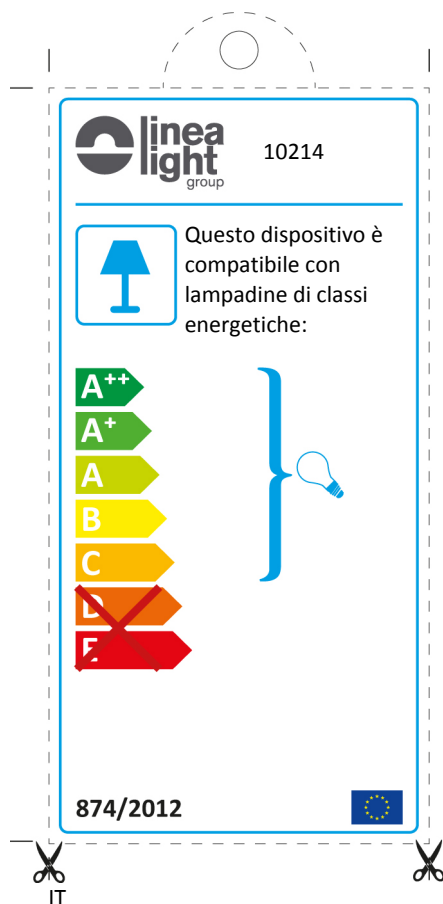 linea
light
group
10214
Questo dispositivo è
compatibile con
lampadine di classi
energetiche:
A++
A+
A
B
C
D
E
874/2012
IT